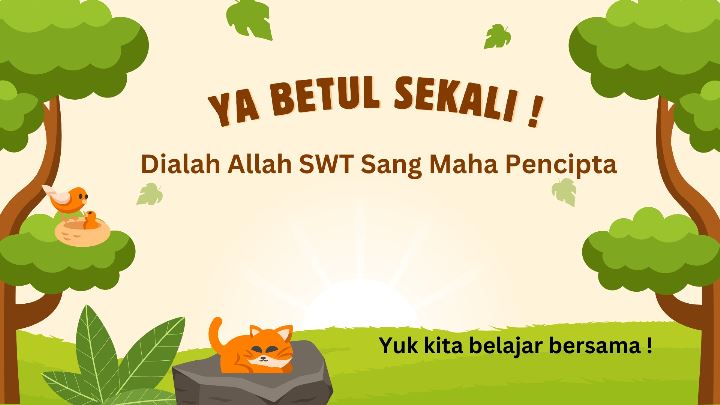 YA BETUL SEKALI !
Dialah Allah SWT Sang Maha Pencipta
Yuk kita belajar bersama !